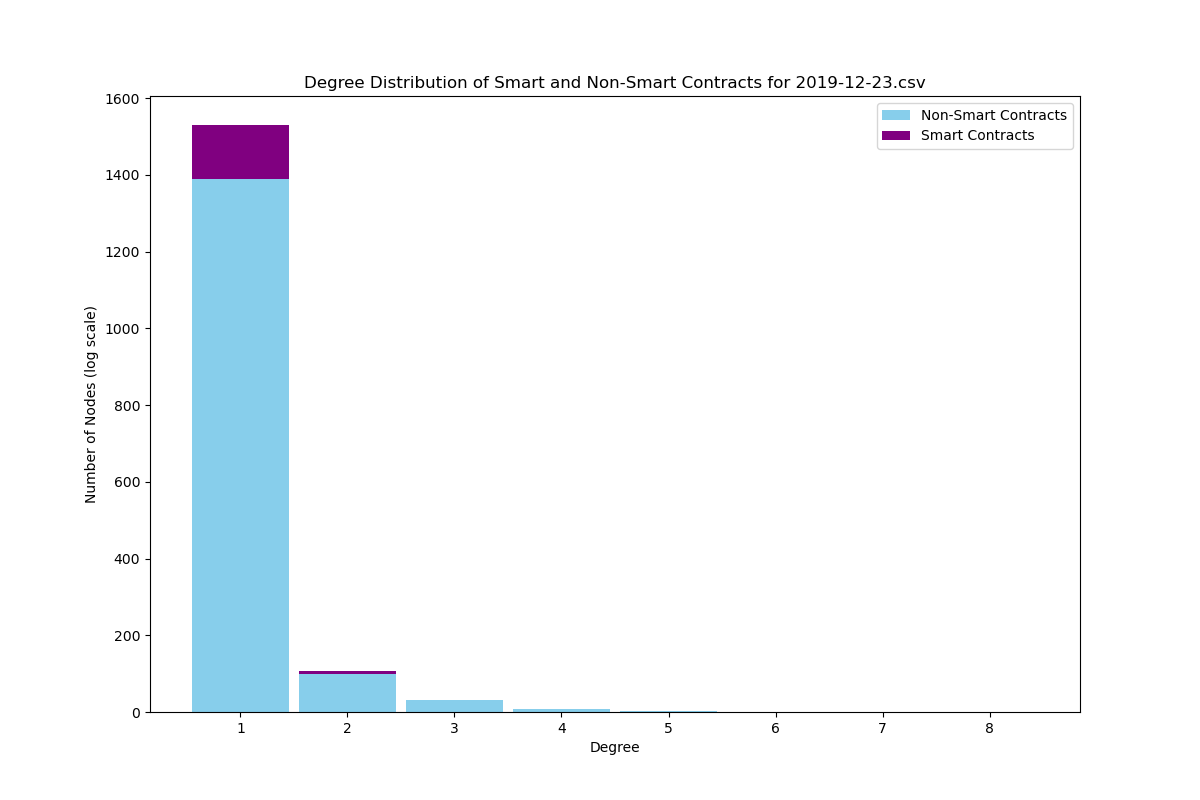 Degree Distribution of Smart and Non-Smart Contracts for 2019-12-23.csv
Non-Smart Contracts
Smart Contracts
Number of Nodes (log scale)
1600
1400
1200
1000
800
600
400
200
0
1 2 3 4 5 6 7 8
Degree